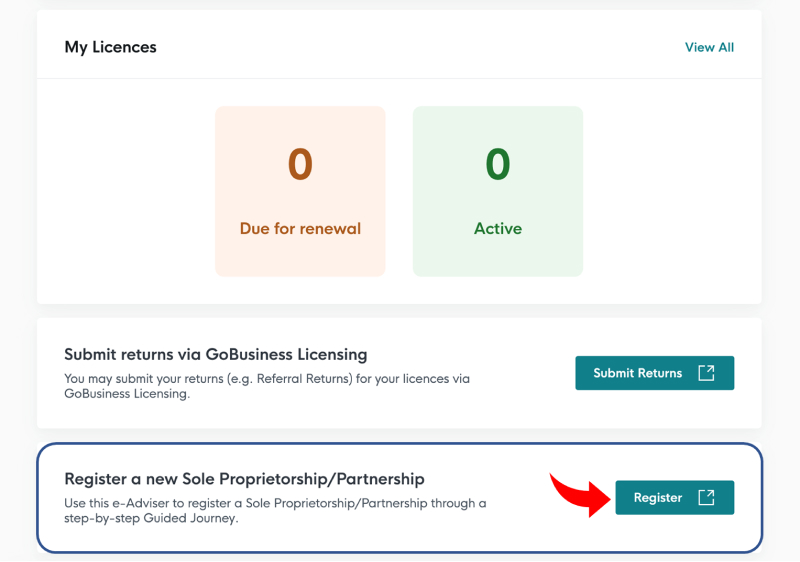 My Licences
View All
0
Due for renewal
0
Active
Submit returns via GoBusiness Licensing
You may submit your returns (e.g. Referral Returns) for your licences via
GoBusiness Licensing.
Submit Returns
Register a new Sole Proprietorship/Partnership
Use this e-Adviser to register a Sole Proprietorship/Partnership through a
step-by-step Guided Journey.
Register